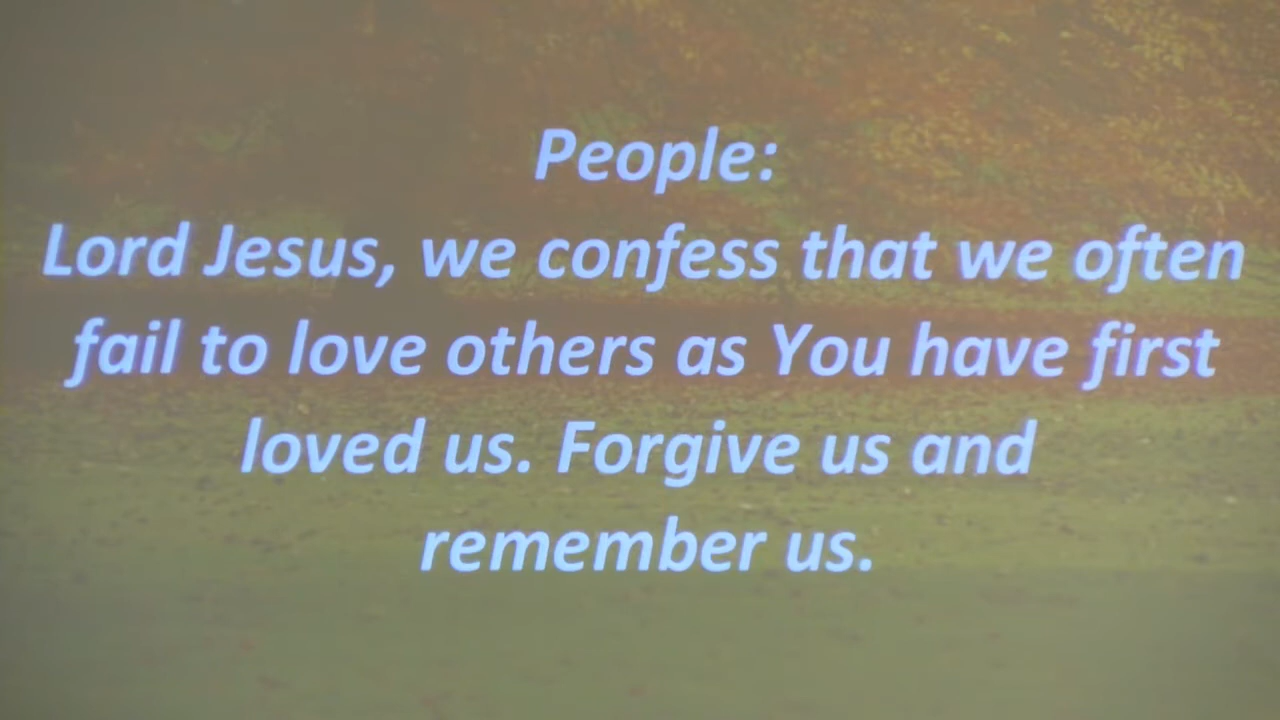 People:
Lord Jesus, we confess that we often
fail to love others as You have first
loved us. Forgive us and
remember us.